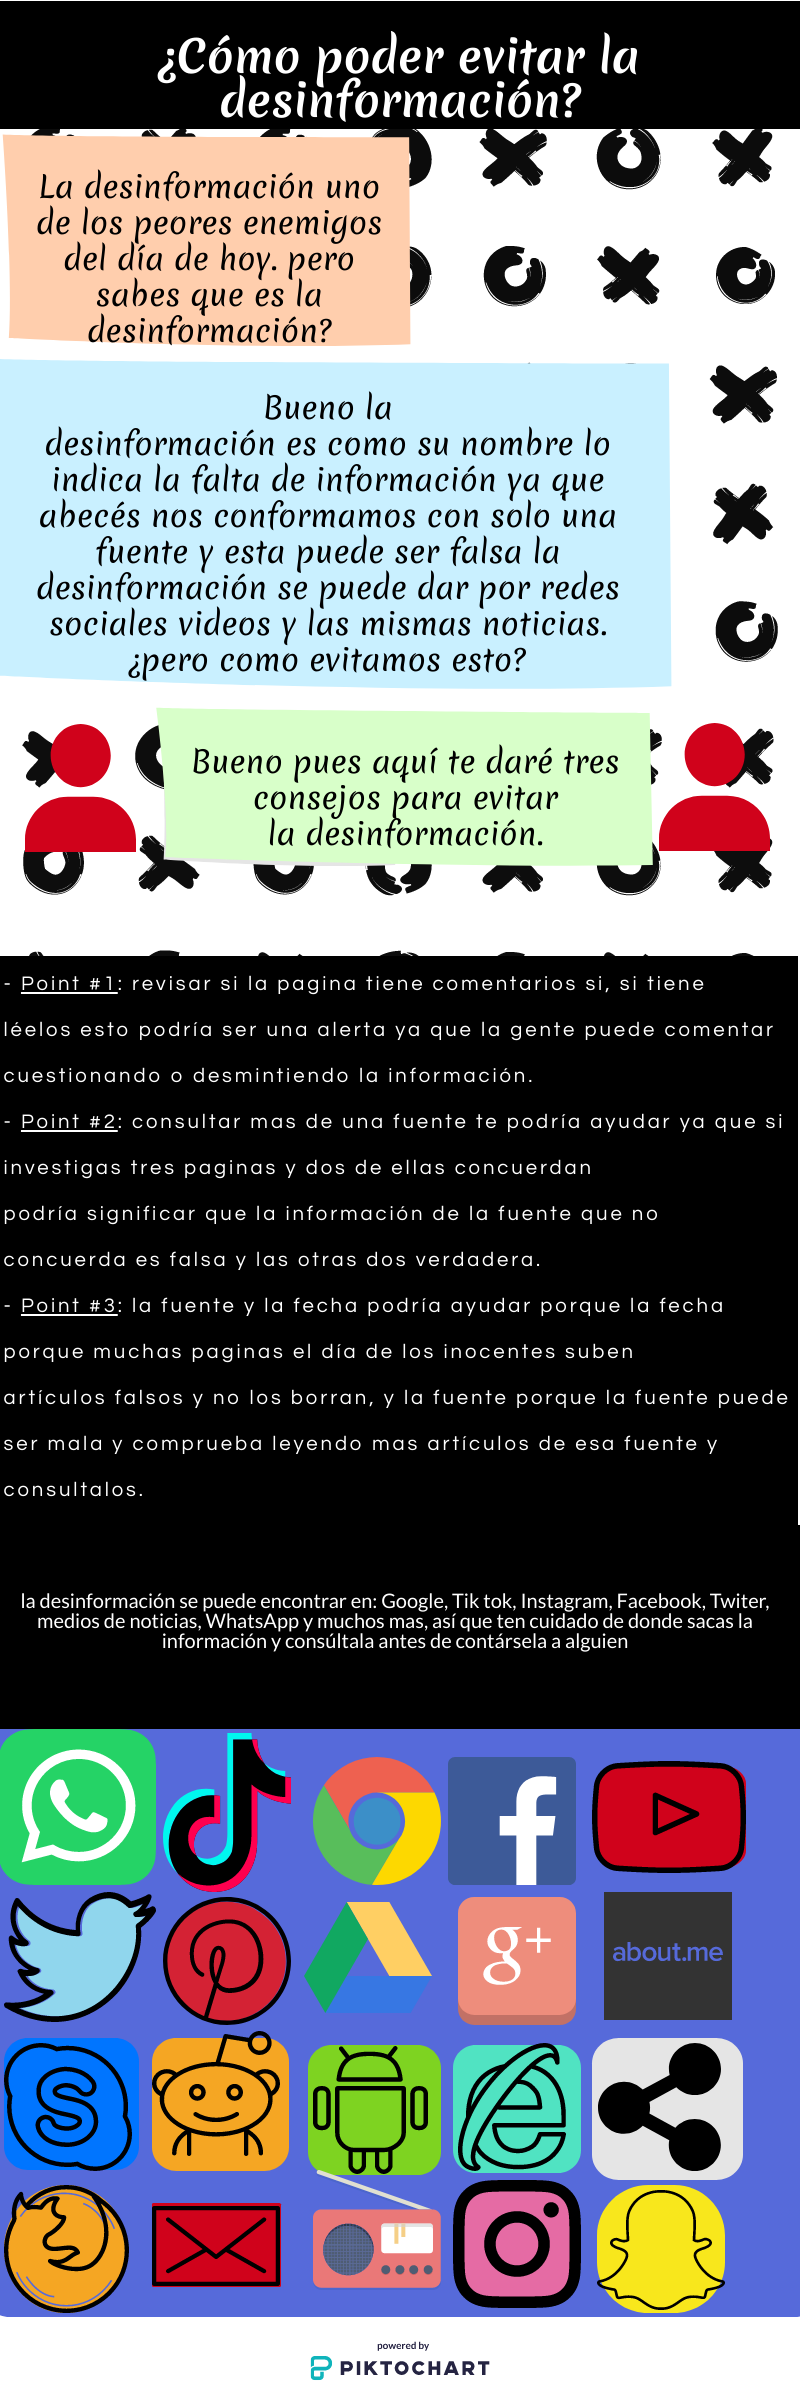 ¿Cómo poder evitar la
desinformación?
La desinformación uno
de los peores enemigos
del día de hoy. pero
sabes que es la
desinformación?
Bueno la
desinformación es como su nombre lo
indica la falta de información ya que
abecés nos conformamos con solo una
fuente y esta puede ser falsa la
desinformación se puede dar por redes
sociales videos y las mismas noticias.
¿pero como evitamos esto?
Bueno pues aquí te daré tres
consejos para evitar
la desinformación.
- Point #1: revisar si la pagina tiene comentarios si, si tiene
léelos esto podría ser una alerta ya que la gente puede comentar
cuestionando o desmintiendo la información.
- Point #2: consultar mas de una fuente te podría ayudar ya que si
investigas tres paginas y dos de ellas concuerdan
podría significar que la información de la fuente que no
concuerda es falsa y las otras dos verdadera.
- Point #3: la fuente y la fecha podría ayudar porque la fecha
porque muchas paginas el día de los inocentes suben
artículos falsos y no los borran, y la fuente porque la fuente puede
ser mala y comprueba leyendo mas artículos de esa fuente y
consultalos.
la desinformación se puede encontrar en: Google, Tik tok, Instagram, Facebook, Twiter,
medios de noticias, WhatsApp y muchos mas, así que ten cuidado de donde sacas la
información y consúltala antes de contársela a alguien
f
g+
about.me
S
powered by
PIKTOCHART